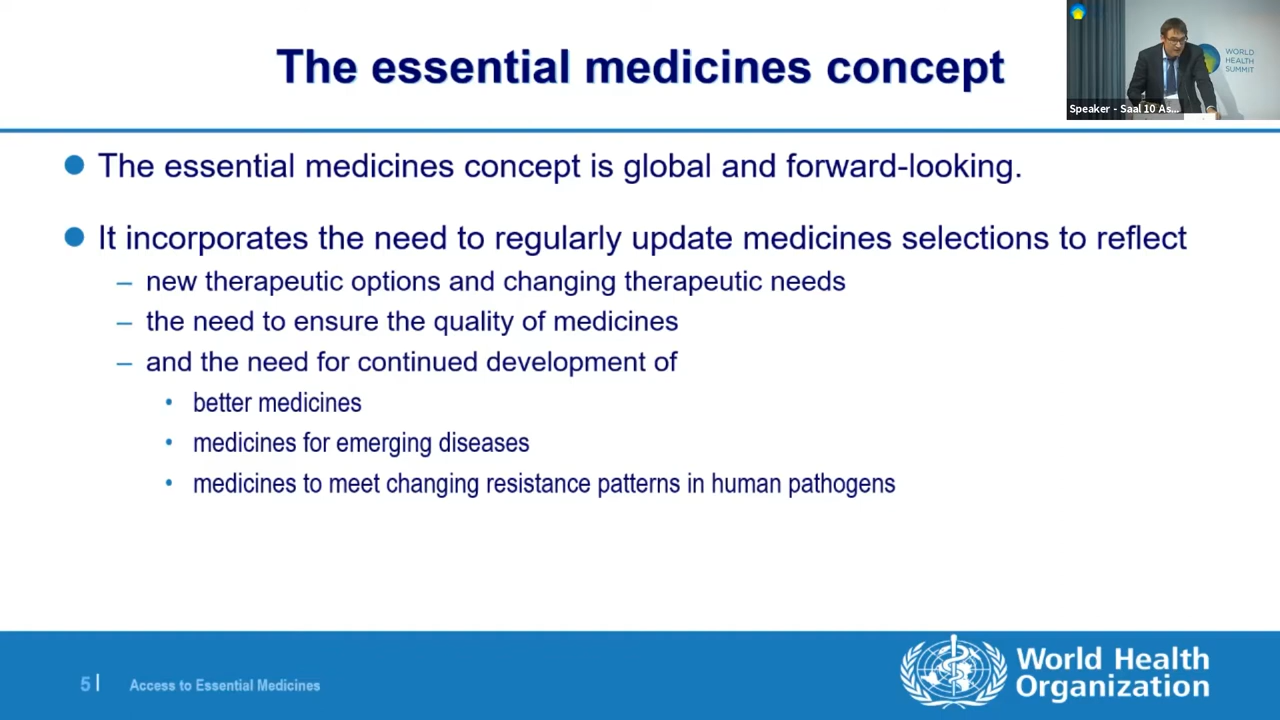 The essential medicines concept
WORLD
HEALTH
SUMMIT
Speaker - Saal 10 As...
The essential medicines concept is global and forward-looking.
It incorporates the need to regularly update medicines selections to reflect
– new therapeutic options and changing therapeutic needs
– the need to ensure the quality of medicines
– and the need for continued development of
• better medicines
• medicines for emerging diseases
• medicines to meet changing resistance patterns in human pathogens
5 | Access to Essential Medicines
World Health
Organization